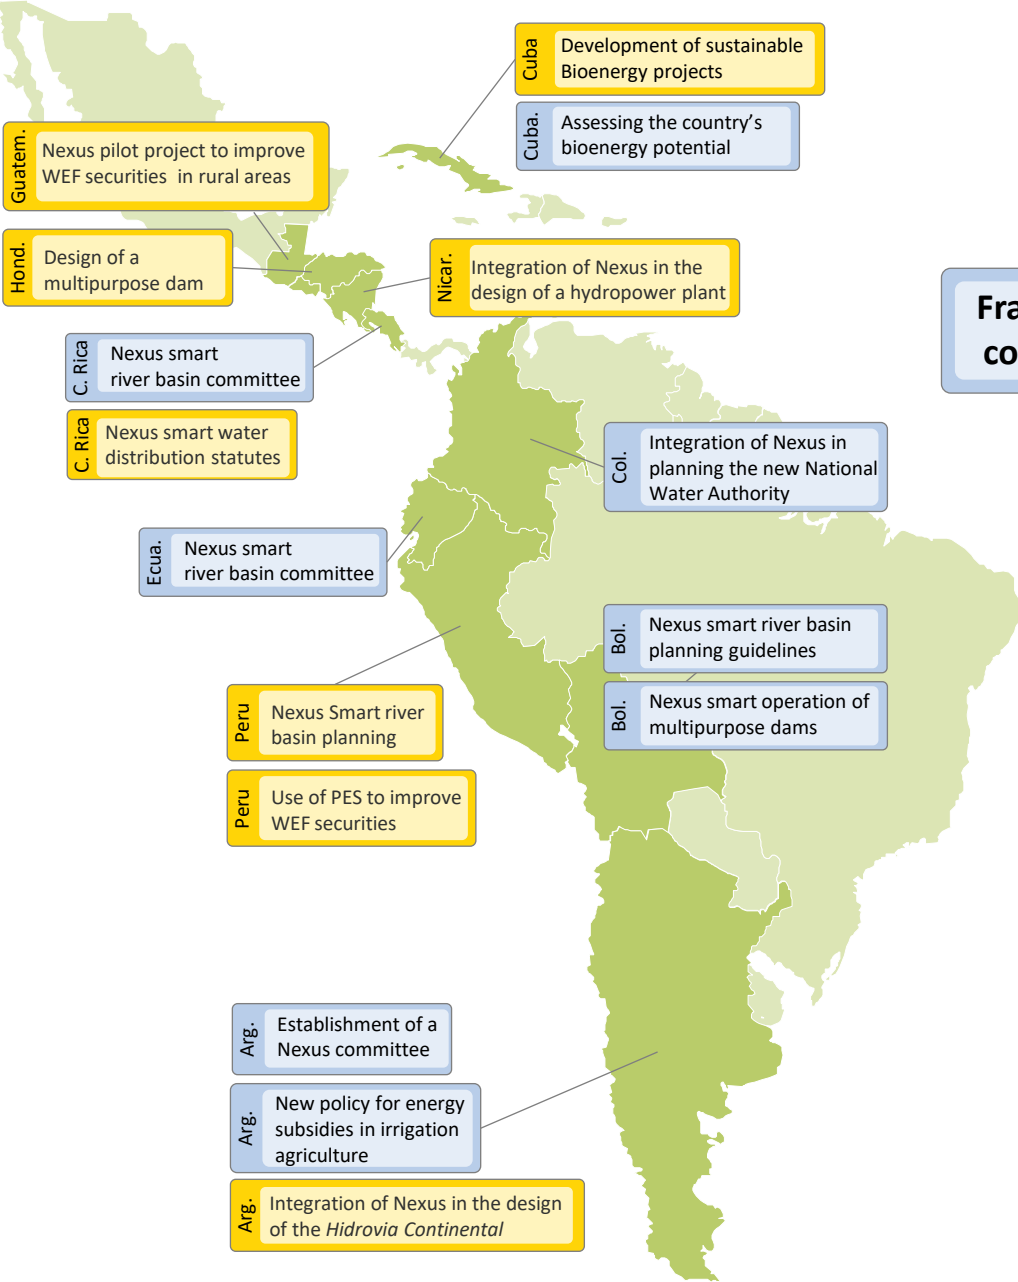 Cuba
Development of sustainable
Bioenergy projects
Cuba.
Assessing the country's
bioenergy potential
Guatem.
Nexus pilot project to improve
WEF securities in rural areas
Hond.
Design of a
multipurpose dam
Nicar.
Integration of Nexus in the
design of a hydropower plant
Fra
co
C. Rica
Nexus smart
river basin committee
C. Rica
Nexus smart water
distribution statutes
Col.
Integration of Nexus in
planning the new National
Water Authority
Ecua.
Nexus smart
river basin committee
Bol.
Nexus smart river basin
planning guidelines
Bol.
Nexus smart operation of
multipurpose dams
Peru
Nexus Smart river
basin planning
Peru
Use of PES to improve
WEF securities
Arg.
Establishment of a
Nexus committee
Arg.
New policy for energy
subsidies in irrigation
agriculture
Arg.
Integration of Nexus in the design
of the Hidrovia Continental